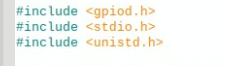 #include <gpiod.h>
#include <stdio.h>
#include <unistd.h>